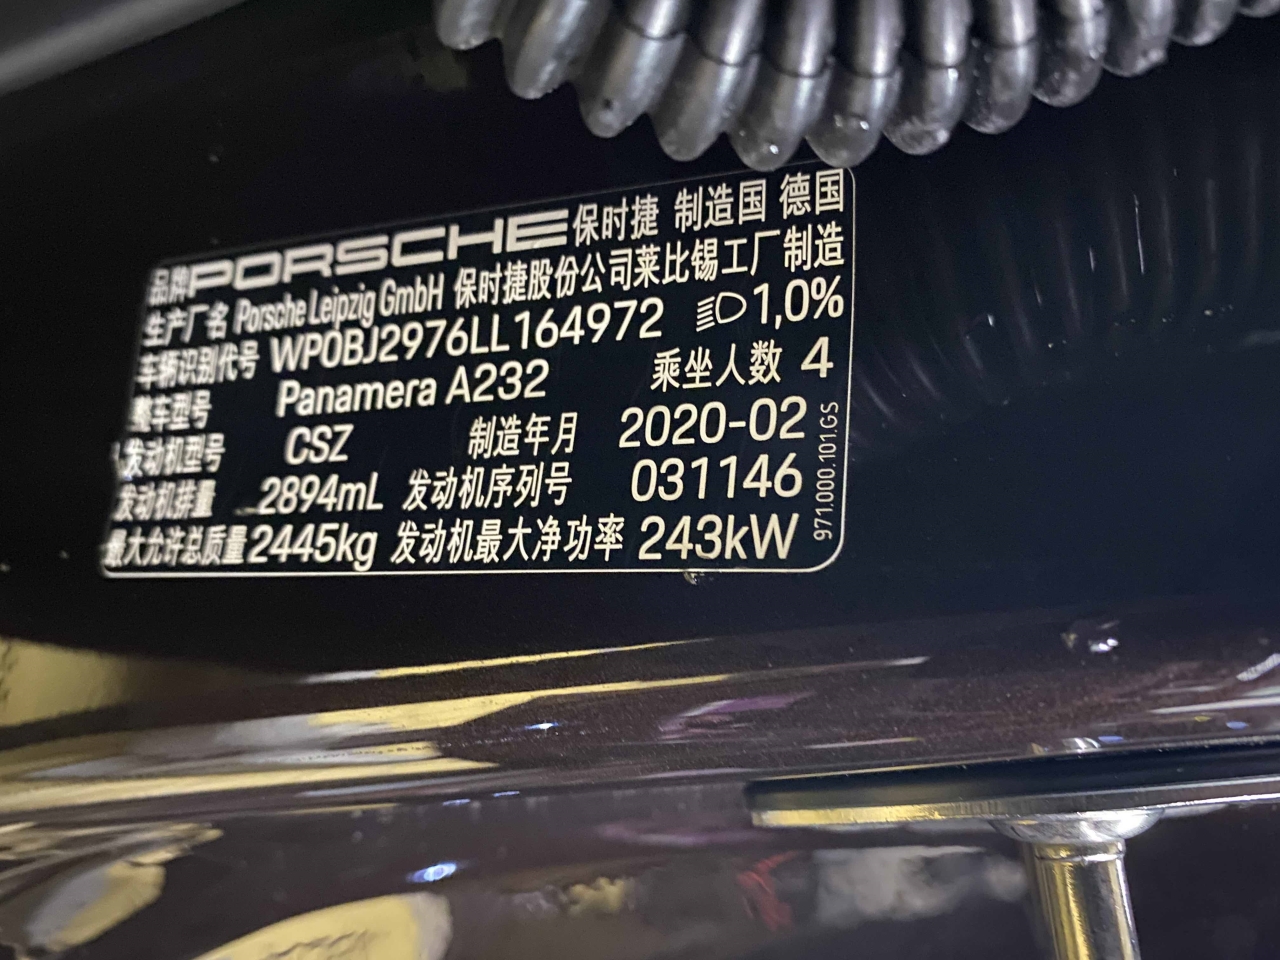 品牌 PORSCHE 保时捷 制造国 德国
生产厂名 Porsche Leipzig GmbH 保时捷股份公司莱比锡工厂制造
车辆识别代号 WP0BJ2976LL164972 1,0%
整车型号 Panamera A232 乘坐人数 4
发动机型号 CSZ 制造年月 2020-02
发动机排量 2894mL 发动机序列号 031146
最大允许总质量 2445kg 发动机最大净功率 243kW
971.000.101.GS